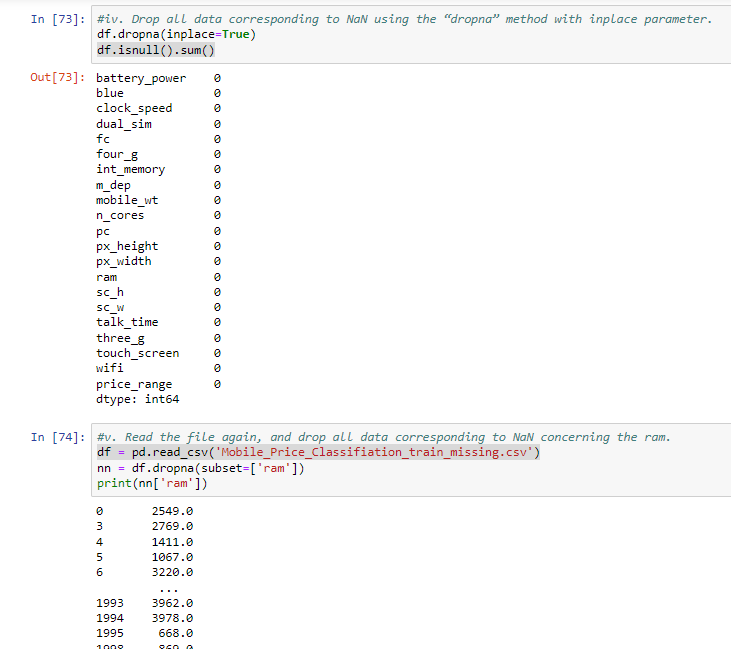 In [73]: #iv. Drop all data corresponding to NaN using the “dropna” method with inplace parameter.
df.dropna(inplace=True)
df.isnull().sum()
Out[73]: battery_power 0
blue 0
clock_speed 0
dual_sim 0
fc 0
four_g 0
int_memory 0
m_dep 0
mobile_wt 0
n_cores 0
pc 0
px_height 0
px_width 0
ram 0
sc_h 0
sc_w 0
talk_time 0
three_g 0
touch_screen 0
wifi 0
price_range 0
dtype: int64
In [74]: #v. Read the file again, and drop all data corresponding to NaN concerning the ram.
df = pd.read_csv('Mobile_Price_Classifiation_train_missing.csv')
nn = df.dropna(subset=['ram'])
print(nn['ram'])
0 2549.0
3 2769.0
4 1411.0
5 1067.0
6 3220.0
...
1993 3962.0
1994 3978.0
1995 668.0